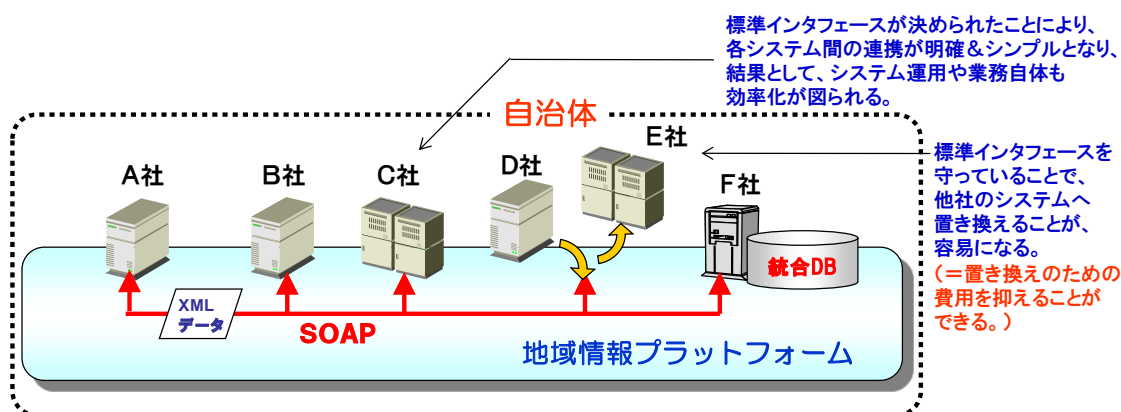 標準インタフェースが決められたことにより、
各システム間の連携が明確＆シンプルとなり、
結果として、システム運用や業務自体も
効率化が図られる。
自治体
A社
B社
C社
D社
E社
F社
標準インタフェースを
守っていることで、
他社のシステムへ
置き換えることが、
容易になる。
（＝置き換えのための
費用を抑えることが
できる。）
統合DB
XML
データ
SOAP
地域情報プラットフォーム